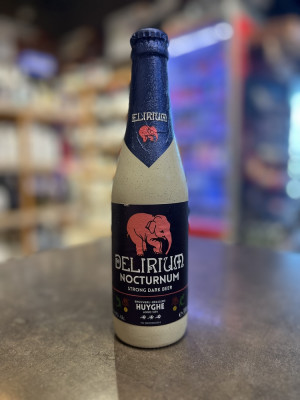 DELIRIUM
DELIRIUM
NOCTURNUM
STRONG DARK BEER
HUYGHE